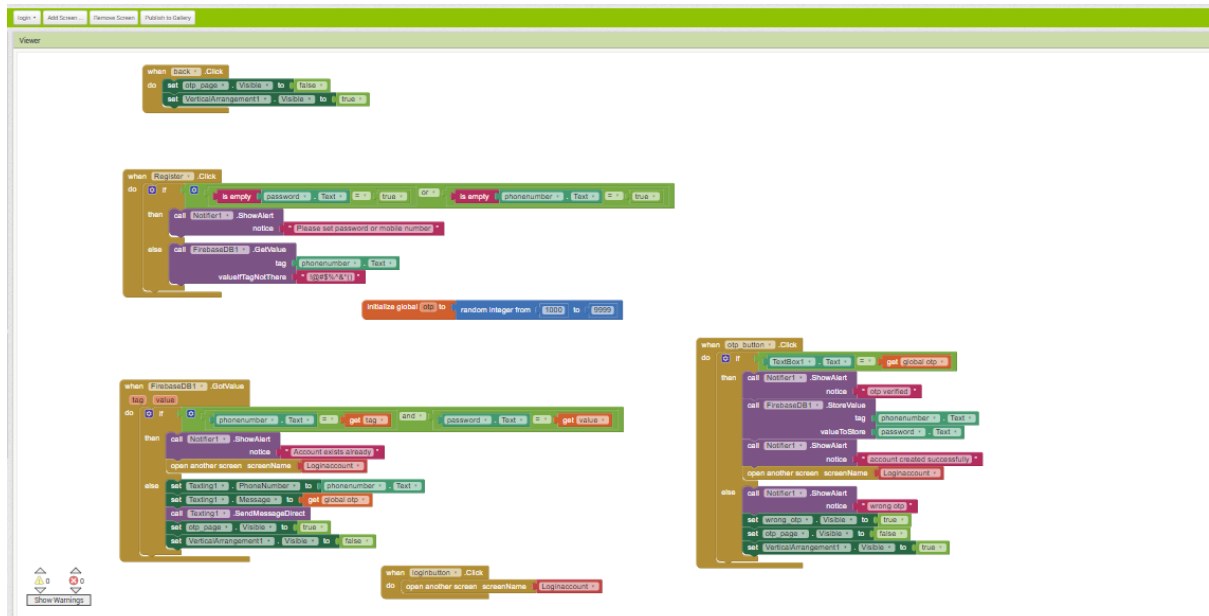 login Add Screen ... Remove Screen Publish to Gallery
Viewer
when back .Click
do set otp_page . Visible to false
set VerticalArrangement1 . Visible to true
when Register .Click
do if is empty password . Text = true or is empty phonenumber . Text = true
then call Notifier1 .ShowAlert
notice " Please set password or mobile number "
else call FirebaseDB1 .GetValue
tag phonenumber . Text
valueIfTagNotThere " !@#$%^&*() "
initialize global otp to random integer from 1000 to 9999
when FirebaseDB1 .GotValue
tag value
do if phonenumber . Text = get tag and password . Text = get value
then call Notifier1 .ShowAlert
notice " Account exists already "
open another screen screenName Loginaccount
else set Texting1 . PhoneNumber to phonenumber . Text
set Texting1 . Message to get global otp
call Texting1 .SendMessageDirect
set otp_page . Visible to true
set VerticalArrangement1 . Visible to false
when loginbutton .Click
do open another screen screenName Loginaccount
when otp_button .Click
do if TextBox1 . Text = get global otp
then call Notifier1 .ShowAlert
notice " otp verified "
call FirebaseDB1 .StoreValue
tag phonenumber . Text
valueToStore password . Text
call Notifier1 .ShowAlert
notice " account created successfully "
open another screen screenName Loginaccount
else call Notifier1 .ShowAlert
notice " wrong otp "
set wrong_otp . Visible to true
set otp_page . Visible to false
set VerticalArrangement1 . Visible to true
0 0
Show Warnings